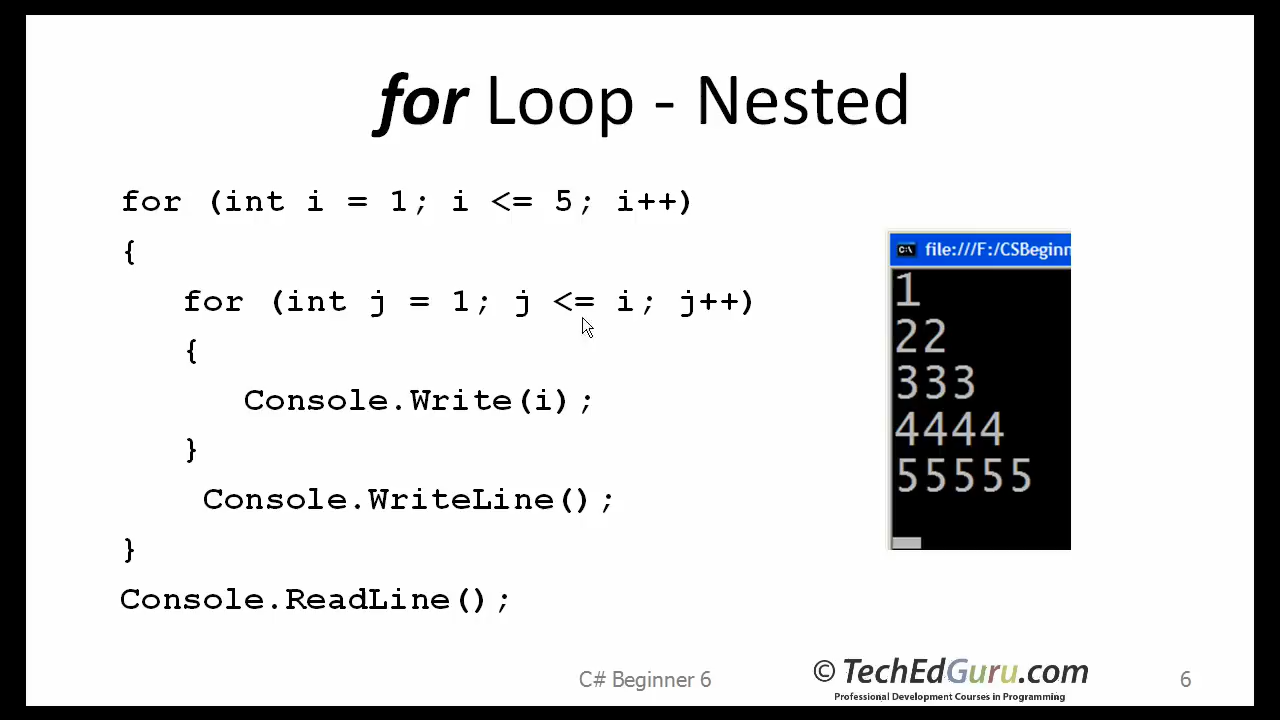 for Loop - Nested
for (int i = 1; i <= 5; i++)
{
for (int j = 1; j <= i; j++)
{
Console.Write(i);
}
Console.WriteLine();
}
Console.ReadLine();
C:\ file:///F:/CSBeginn
1
22
333
4444
55555
C# Beginner 6
© TechEdGuru.com
Professional Development Courses in Programming
6